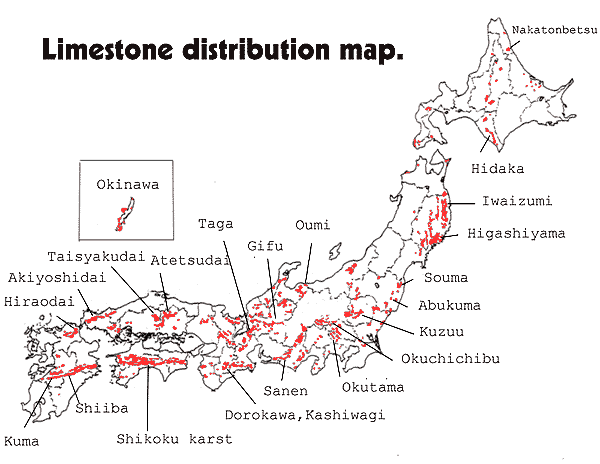 Limestone distribution map.
Nakatonbetsu
Hidaka
Okinawa
Iwaizumi
Taga
Oumi
Higashiyama
Gifu
Taisyakudai
Atetsudai
Souma
Akiyoshidai
Abukuma
Hiraodai
Kuzuu
Okuchichibu
Sanen
Okutama
Shiiba
Dorokawa,Kashiwagi
Kuma
Shikoku karst